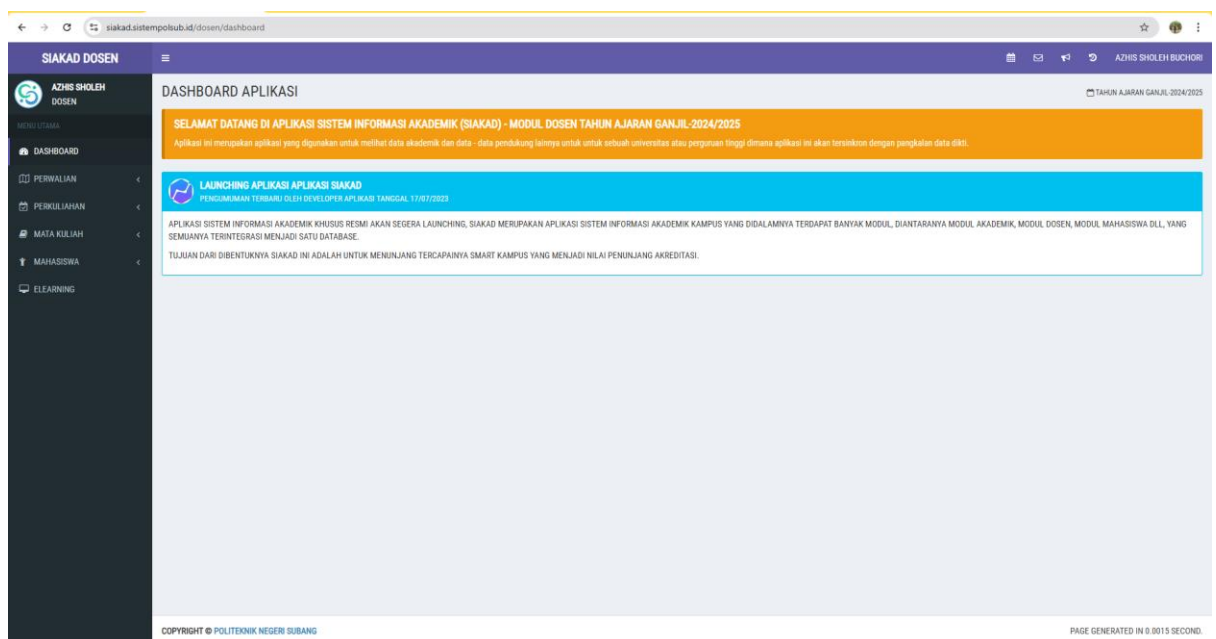 siakad.sistempolsub.id/dosen/dashboard
SIAKAD DOSEN
AZHIS SHOLEH BUCHORI
AZHIS SHOLEH
DOSEN
MENU UTAMA
DASHBOARD
PERWALIAN
PERKULIAHAN
MATA KULIAH
MAHASISWA
ELEARNING
DASHBOARD APLIKASI
TAHUN AJARAN GANJIL-2024/2025
SELAMAT DATANG DI APLIKASI SISTEM INFORMASI AKADEMIK (SIAKAD) - MODUL DOSEN TAHUN AJARAN GANJIL-2024/2025
Aplikasi ini merupakan aplikasi yang digunakan untuk melihat data akademik dan data - data pendukung lainnya untuk untuk sebuah universitas atau perguruan tinggi dimana aplikasi ini akan tersinkron dengan pangkalan data dikti.
LAUNCHING APLIKASI APLIKASI SIAKAD
PENGUMUMAN TERBARU OLEH DEVELOPER APLIKASI TANGGAL 17/07/2023
APLIKASI SISTEM INFORMASI AKADEMIK KHUSUS RESMI AKAN SEGERA LAUNCHING, SIAKAD MERUPAKAN APLIKASI SISTEM INFORMASI AKADEMIK KAMPUS YANG DIDALAMNYA TERDAPAT BANYAK MODUL, DIANTARANYA MODUL AKADEMIK, MODUL DOSEN, MODUL MAHASISWA DLL, YANG
SEMUANYA TERINTEGRASI MENJADI SATU DATABASE.
TUJUAN DARI DIBENTUKNYA SIAKAD INI ADALAH UNTUK MENUNJANG TERCAPAINYA SMART KAMPUS YANG MENJADI NILAI PENUNJANG AKREDITASI.
COPYRIGHT © POLITEKNIK NEGERI SUBANG
PAGE GENERATED IN 0.0015 SECOND.